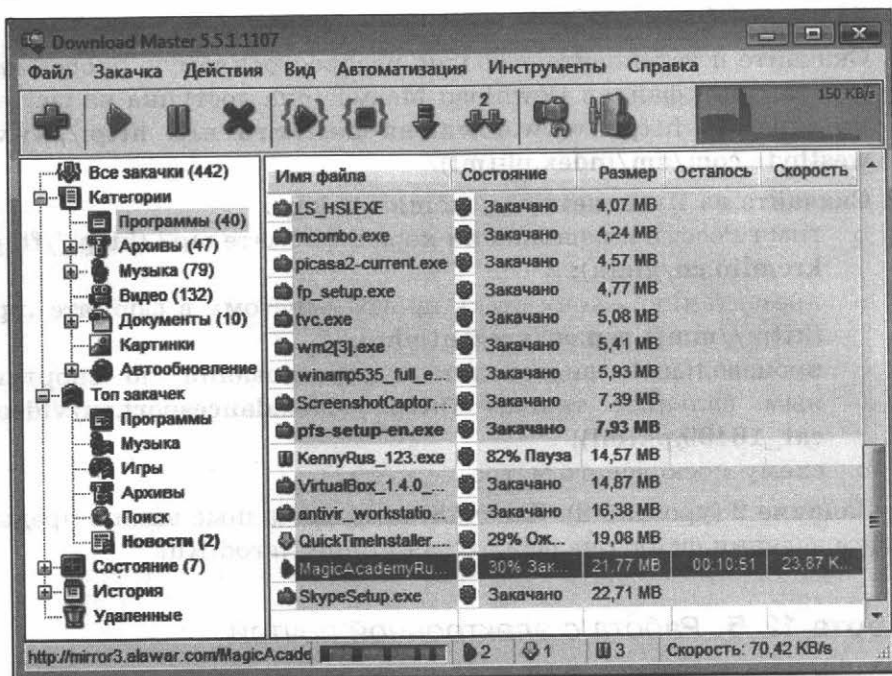 Download Master 5.5.1.1107
Файл Закачка Действия Вид Автоматизация Инструменты Справка
2
150 KB/s
Все закачки (442)
Категории
Программы (40)
Архивы (47)
Музыка (79)
Видео (132)
Документы (10)
Картинки
Автообновление
Топ закачек
Программы
Музыка
Игры
Архивы
Поиск
Новости (2)
Состояние (7)
История
Удаленные
Имя файла Состояние Размер Осталось Скорость
LS_HSI.EXE Закачано 4,07 MB
mcombo.exe Закачано 4,24 MB
picasa2-current.exe Закачано 4,57 MB
fp_setup.exe Закачано 4,77 MB
tvc.exe Закачано 5,08 MB
wm2[3].exe Закачано 5,41 MB
winamp535_full_e... Закачано 5,93 MB
ScreenshotCaptor... Закачано 7,39 MB
pfs-setup-en.exe Закачано 7,93 MB
KennyRus_123.exe 82% Пауза 14,57 MB
VirtualBox_1.4.0_... Закачано 14,87 MB
antivir_workstatio... Закачано 16,38 MB
QuickTimeInstaller.... 29% Ож... 19,08 MB
MagicAcademyRu... 30% Зак... 21,77 MB 00:10:51 23,87 K...
SkypeSetup.exe Закачано 22,71 MB
http://mirror3.alawar.com/MagicAcade 2 1 3 Скорость: 70,42 KB/s